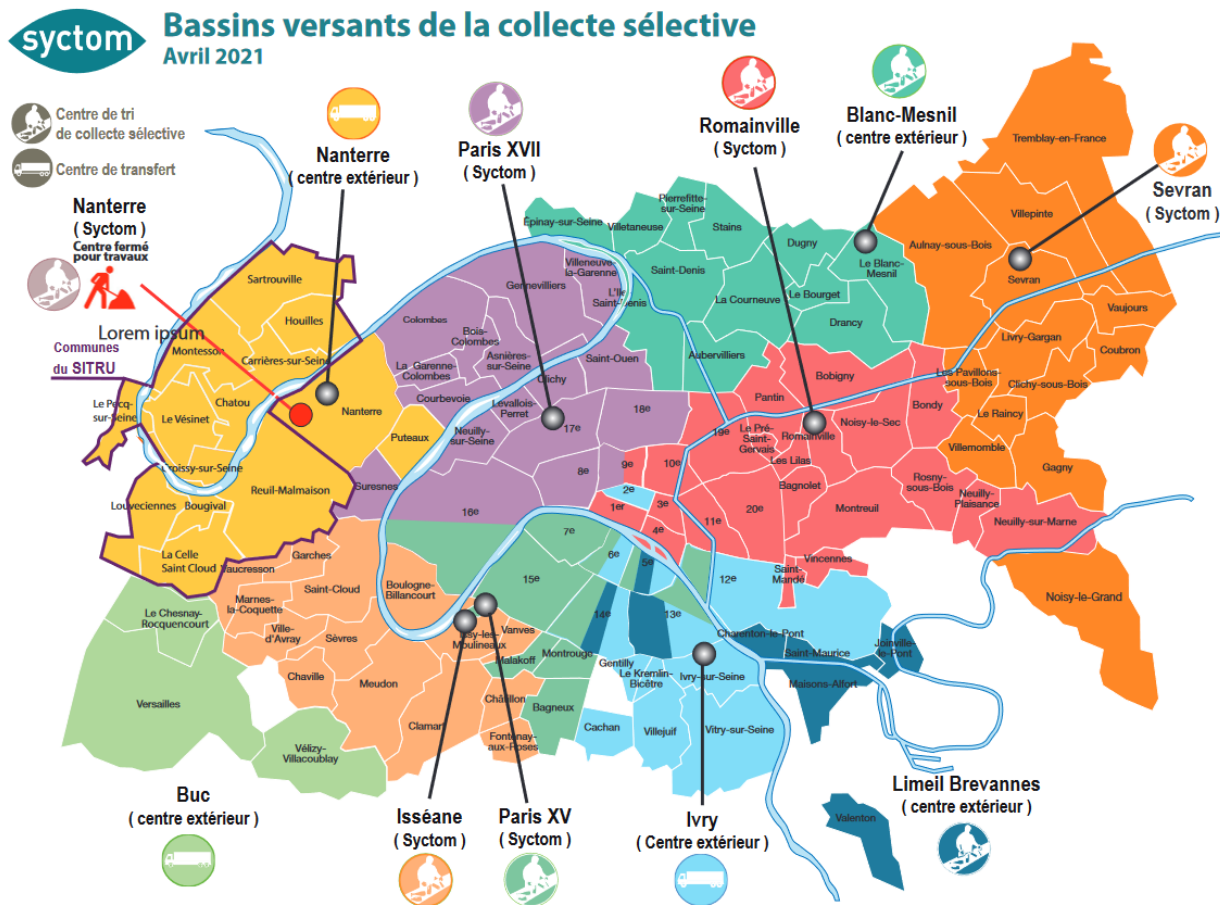 syctom
Bassins versants de la collecte sélective
Avril 2021
Centre de tri
de collecte sélective
Centre de transfert
Nanterre
( Syctom )
Centre fermé
pour travaux
Lorem ipsum
Communes
du SITRU
Nanterre
( centre extérieur )
Paris XVII
( Syctom )
Romainville
( Syctom )
Blanc-Mesnil
( centre extérieur )
Sevran
( Syctom )
Tremblay-en-France
Villepinte
Aulnay-sous-Bois
Sevran
Vaujours
Livry-Gargan
Coubron
Les Pavillons-
sous-Bois
Clichy-sous-Bois
Le Raincy
Villemomble
Gagny
Noisy-le-Grand
Épinay-sur-Seine
Villetaneuse
Pierrefitte-
sur-Seine
Stains
Dugny
Le Blanc-
Mesnil
Saint-Denis
La Courneuve
Le Bourget
Drancy
Aubervilliers
L'Île
Saint-Denis
Villeneuve-
la-Garenne
Gennevilliers
Colombes
Bois-
Colombes
Asnières-
sur-Seine
Saint-Ouen
La Garenne-
Colombes
Clichy
Courbevoie
Levallois-
Perret
Neuilly-
sur-Seine
17e
18e
8e
16e
Suresnes
Sartrouville
Houilles
Montesson
Carrières-sur-Seine
Le Pecq-
sur-Seine
Le Vésinet
Chatou
Nanterre
Puteaux
Croissy-sur-Seine
Rueil-Malmaison
Louveciennes
Bougival
La Celle
Saint Cloud
Vaucresson
Bobigny
Pantin
Bondy
Noisy-le-Sec
Le Pré-
Saint-
Gervais
Romainville
Les Lilas
19e
9e
10e
2e
1er
3e
4e
11e
20e
Bagnolet
Montreuil
Rosny-
sous-Bois
Neuilly-
Plaisance
Neuilly-sur-Marne
Vincennes
Saint-
Mandé
7e
6e
5e
12e
15e
14e
13e
Garches
Saint-Cloud
Marnes-
la-Coquette
Ville-
d'Avray
Sèvres
Boulogne-
Billancourt
Issy-les-
Moulineaux
Vanves
Malakoff
Montrouge
Chaville
Meudon
Clamart
Châtillon
Fontenay-
aux-Roses
Bagneux
Le Chesnay-
Rocquencourt
Versailles
Vélizy-
Villacoublay
Gentilly
Le Kremlin-
Bicêtre
Ivry-sur-Seine
Cachan
Villejuif
Vitry-sur-Seine
Charenton-le-Pont
Saint-Maurice
Joinville-
le-Pont
Maisons-Alfort
Valenton
Buc
( centre extérieur )
Isséane
( Syctom )
Paris XV
( Syctom )
Ivry
( Centre extérieur )
Limeil Brevannes
( centre extérieur )